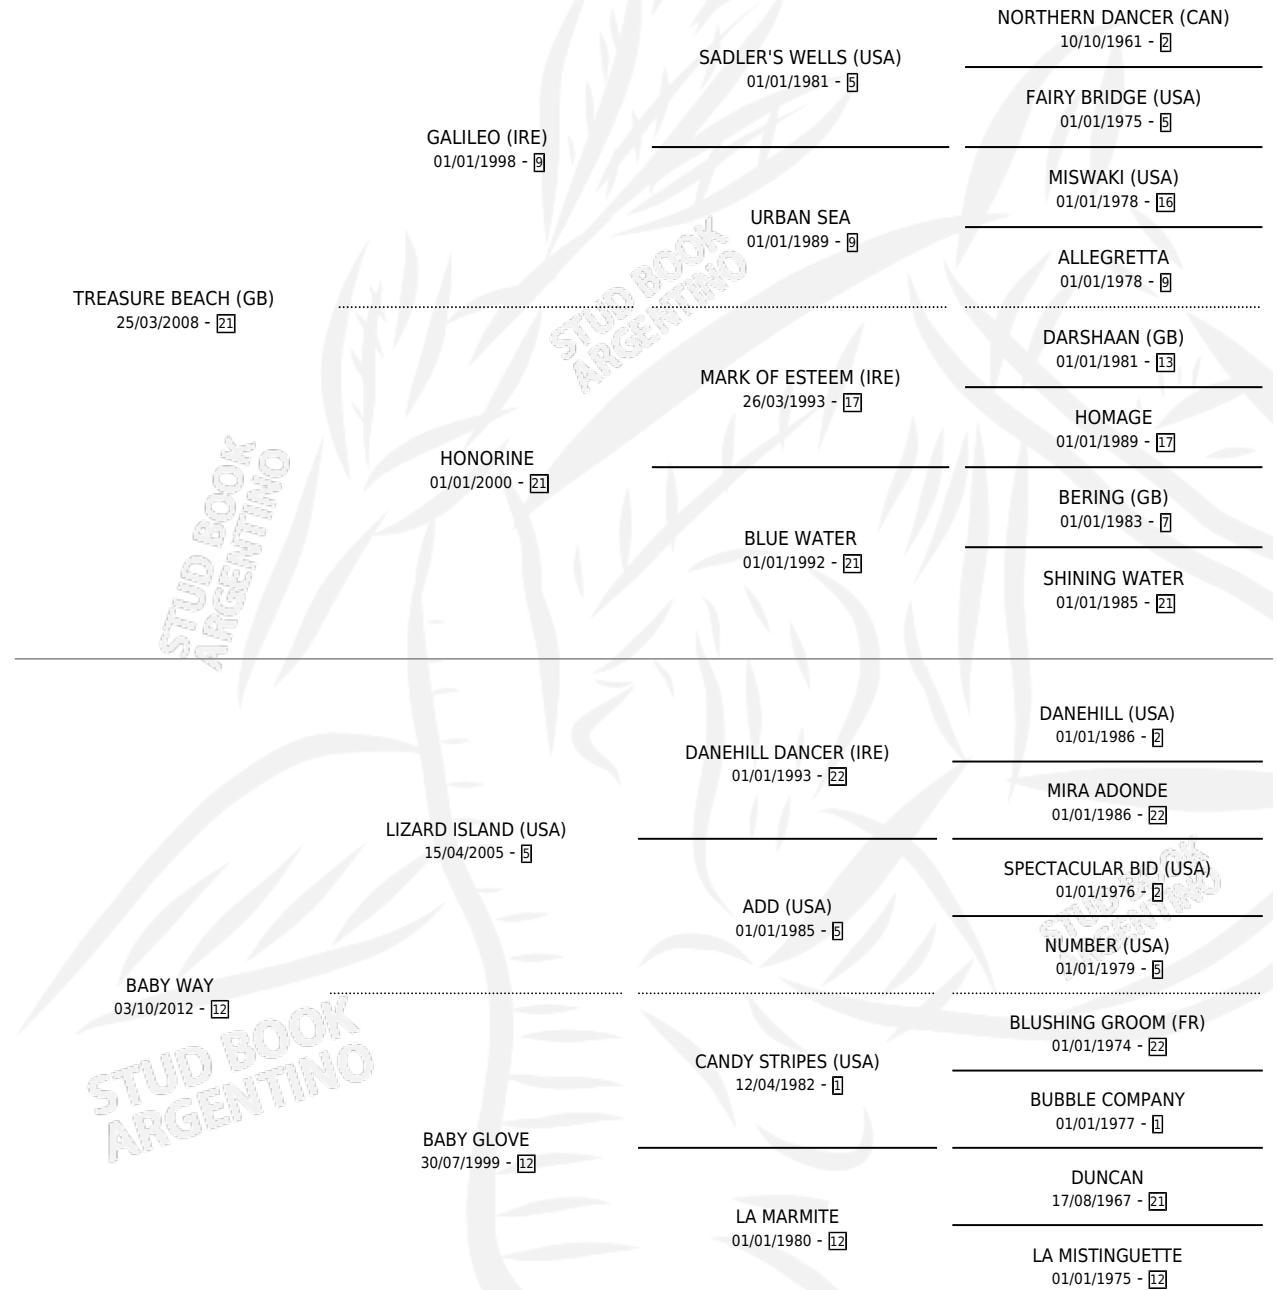 NORTHERN DANCER (CAN)
10/10/1961 - 2
SADLER'S WELLS (USA)
01/01/1981 - 5
FAIRY BRIDGE (USA)
01/01/1975 - 5
GALILEO (IRE)
01/01/1998 - 9
MISWAKI (USA)
01/01/1978 - 16
URBAN SEA
01/01/1989 - 9
ALLEGRETTA
01/01/1978 - 9
TREASURE BEACH (GB)
25/03/2008 - 21
STUD BOOK
ARGENTINO
DARSHAAN (GB)
01/01/1981 - 13
MARK OF ESTEEM (IRE)
26/03/1993 - 17
HOMAGE
01/01/1989 - 17
HONORINE
01/01/2000 - 21
BERING (GB)
01/01/1983 - 7
BLUE WATER
01/01/1992 - 21
SHINING WATER
01/01/1985 - 21
STUD BOOK
ARGENTINO
DANEHILL (USA)
01/01/1986 - 2
DANEHILL DANCER (IRE)
01/01/1993 - 22
MIRA ADONDE
01/01/1986 - 22
LIZARD ISLAND (USA)
15/04/2005 - 5
SPECTACULAR BID (USA)
01/01/1976 - 2
ADD (USA)
01/01/1985 - 5
NUMBER (USA)
01/01/1979 - 5
STUD BOOK
ARGENTINO
BABY WAY
03/10/2012 - 12
STUD BOOK
ARGENTINO
BLUSHING GROOM (FR)
01/01/1974 - 22
CANDY STRIPES (USA)
12/04/1982 - 1
BUBBLE COMPANY
01/01/1977 - 1
BABY GLOVE
30/07/1999 - 12
DUNCAN
17/08/1967 - 21
LA MARMITE
01/01/1980 - 12
LA MISTINGUETTE
01/01/1975 - 12